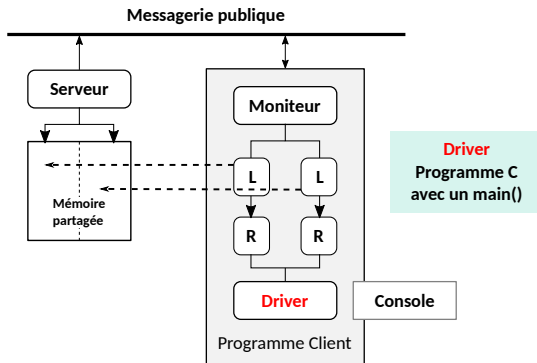 Messagerie publique
Serveur
Moniteur
Driver
Programme C
avec un main()
L
L
Mémoire
partagée
R
R
Driver
Console
Programme Client